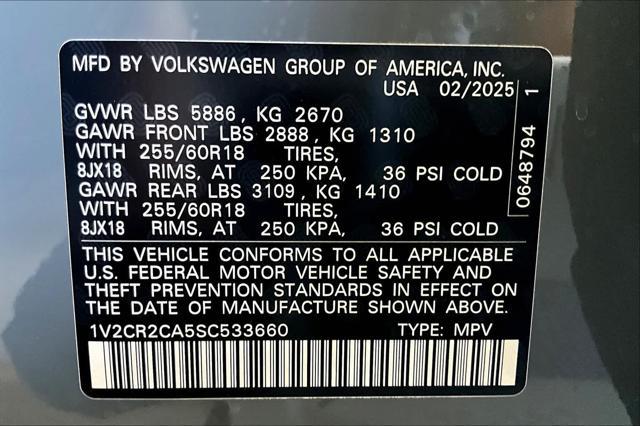 MFD BY VOLKSWAGEN GROUP OF AMERICA, INC.
USA 02/2025
GVWR LBS 5886, KG 2670
GAWR FRONT LBS 2888, KG 1310
WITH 255/60R18 TIRES,
8JX18 RIMS, AT 250 KPA, 36 PSI COLD
GAWR REAR LBS 3109, KG 1410
WITH 255/60R18 TIRES,
8JX18 RIMS, AT 250 KPA, 36 PSI COLD
THIS VEHICLE CONFORMS TO ALL APPLICABLE
U.S. FEDERAL MOTOR VEHICLE SAFETY AND
THEFT PREVENTION STANDARDS IN EFFECT ON
THE DATE OF MANUFACTURE SHOWN ABOVE.
1V2CR2CA5SC533660 TYPE: MPV
0648794 1